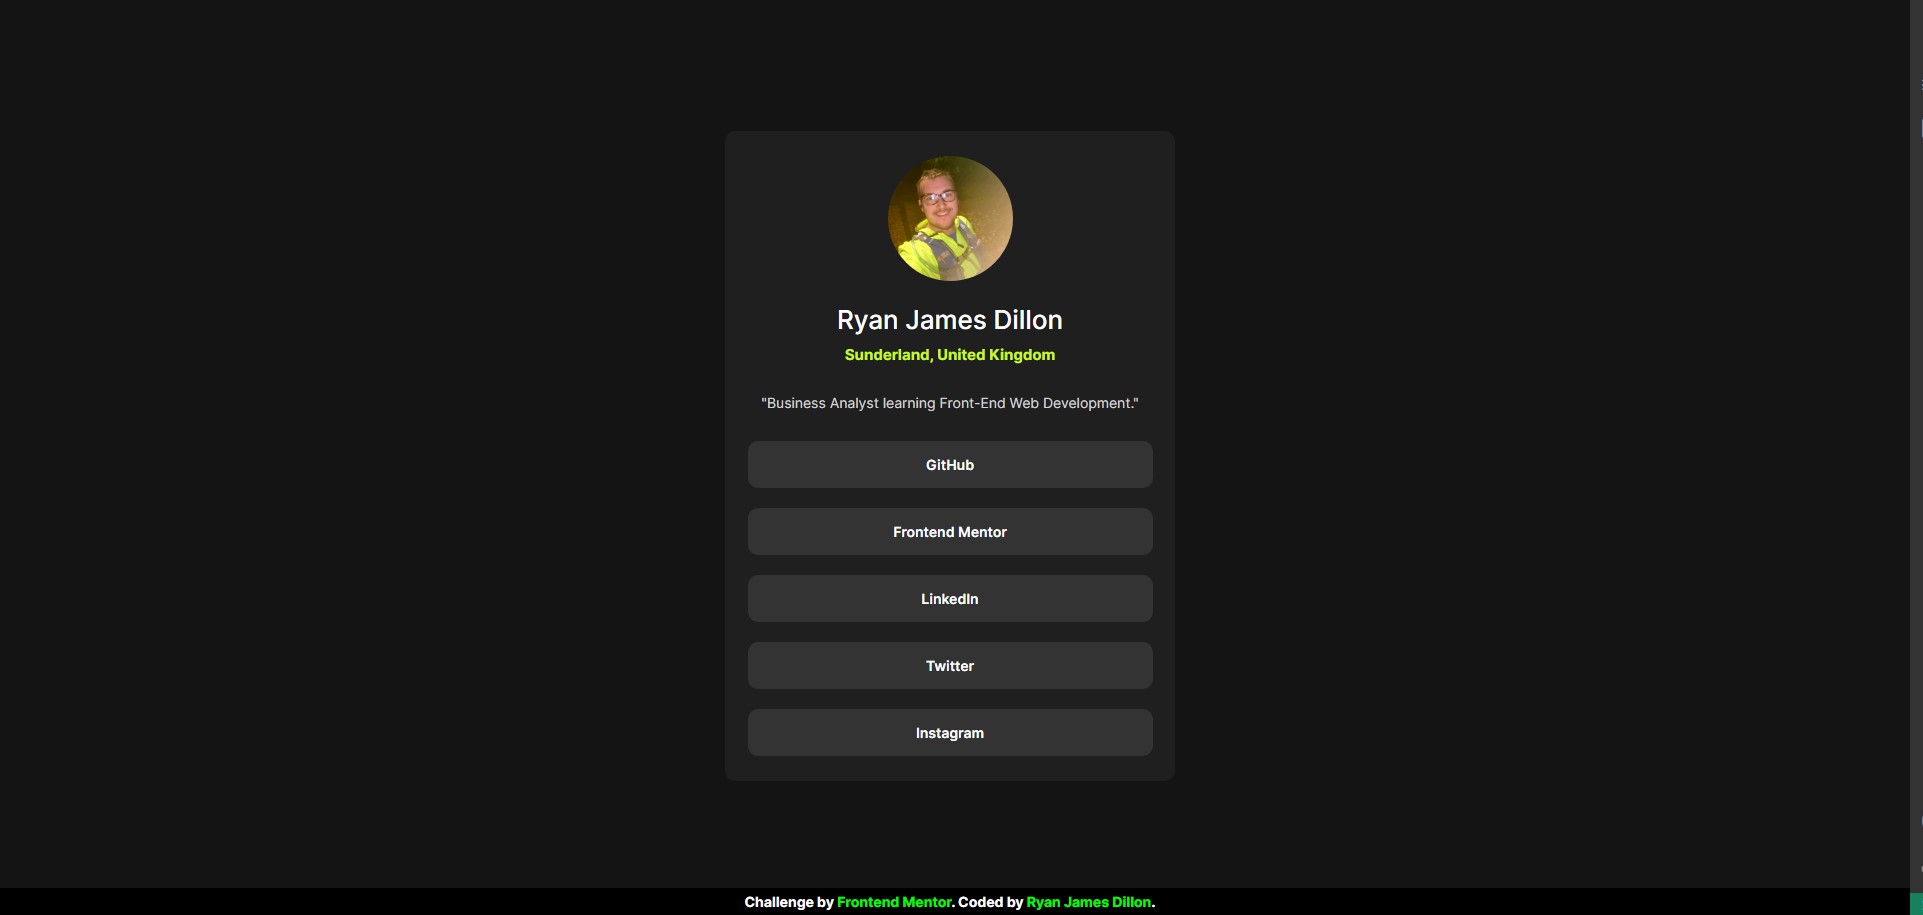 Ryan James Dillon
Sunderland, United Kingdom
"Business Analyst learning Front-End Web Development."
GitHub
Frontend Mentor
LinkedIn
Twitter
Instagram
Challenge by Frontend Mentor. Coded by Ryan James Dillon.